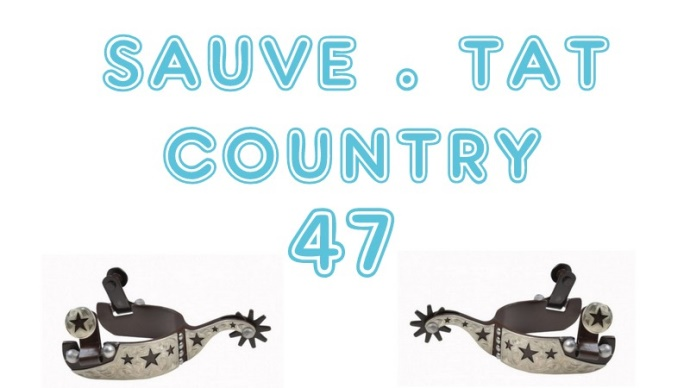 SAUVE . TAT
COUNTRY
47